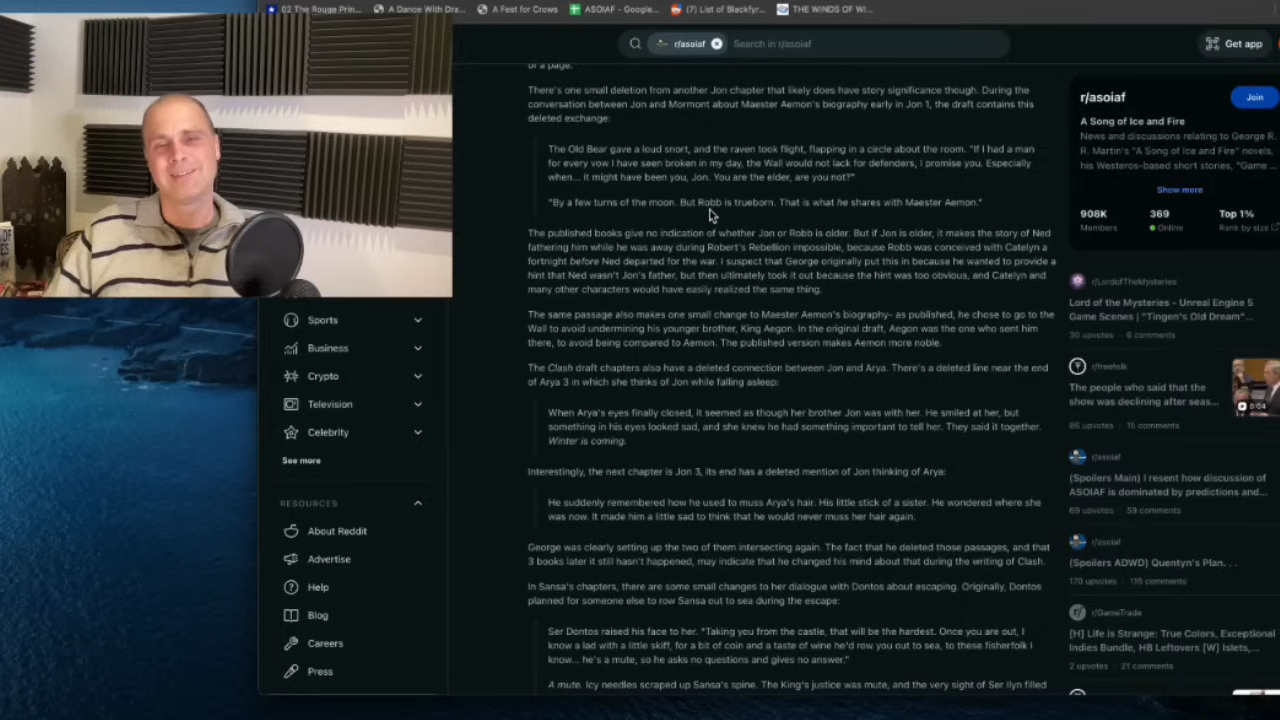 02 The Rouge Prin...
A Dance With Dra...
A Fest for Crows
ASOIAF - Google...
(7) List of Blackfyr...
THE WINDS OF WI...
r/asoiaf
Search in r/asoiaf
Get app
of a page.
There's one small deletion from another Jon chapter that likely does have story significance though. During the
conversation between Jon and Mormont about Maester Aemon's biography early in Jon 1, the draft contains this
deleted exchange:
The Old Bear gave a loud snort, and the raven took flight, flapping in a circle about the room. "If I had a man
for every vow I have seen broken in my day, the Wall would not lack for defenders, I promise you. Especially
when... it might have been you, Jon. You are the elder, are you not?"
"By a few turns of the moon. But Robb is trueborn. That is what he shares with Maester Aemon."
The published books give no indication of whether Jon or Robb is older. But if Jon is older, it makes the story of Ned
fathering him while he was away during Robert's Rebellion impossible, because Robb was conceived with Catelyn a
fortnight before Ned departed for the war. I suspect that George originally put this in because he wanted to provide a
hint that Ned wasn't Jon's father, but then ultimately took it out because the hint was too obvious, and Catelyn and
many other characters would have easily realized the same thing.
The same passage also makes one small change to Maester Aemon's biography- as published, he chose to go to the
Wall to avoid undermining his younger brother, King Aegon. In the original draft, Aegon was the one who sent him
there, to avoid being compared to Aemon. The published version makes Aemon more noble.
The Clash draft chapters also have a deleted connection between Jon and Arya. There's a deleted line near the end
of Arya 3 in which she thinks of Jon while falling asleep:
When Arya's eyes finally closed, it seemed as though her brother Jon was with her. He smiled at her, but
something in his eyes looked sad, and she knew he had something important to tell her. They said it together.
Winter is coming.
Interestingly, the next chapter is Jon 3, its end has a deleted mention of Jon thinking of Arya:
He suddenly remembered how he used to muss Arya's hair. His little stick of a sister. He wondered where she
was now. It made him a little sad to think that he would never muss her hair again.
George was clearly setting up the two of them intersecting again. The fact that he deleted those passages, and that
3 books later it still hasn't happened, may indicate that he changed his mind about that during the writing of Clash.
In Sansa's chapters, there are some small changes to her dialogue with Dontos about escaping. Originally, Dontos
planned for someone else to row Sansa out to sea during the escape:
Ser Dontos raised his face to her. "Taking you from the castle, that will be the hardest. Once you are out, I
know a lad with a little skiff, for a bit of coin and a taste of wine he'd row you out to sea, to these fisherfolk I
know... he's a mute, so he asks no questions and gives no answer."
A mute. Icy needles scraped up Sansa's spine. The King's justice was mute, and the very sight of Ser Ilyn filled
Sports
Business
Crypto
Television
Celebrity
See more
RESOURCES
About Reddit
Advertise
Help
Blog
Careers
Press
r/asoiaf
Join
A Song of Ice and Fire
News and discussions relating to George R.
R. Martin's "A Song of Ice and Fire" novels,
his Westeros-based short stories, "Game ...
Show more
908K
369
Top 1%
Members
Online
Rank by size
r/LordofTheMysteries
Lord of the Mysteries - Unreal Engine 5
Game Scenes | "Tingen's Old Dream"...
30 upvotes · 6 comments
r/freefolk
The people who said that the
show was declining after seas...
0:04
86 upvotes · 15 comments
r/asoiaf
(Spoilers Main) I resent how discussion
of ASOIAF is dominated by predictions and...
69 upvotes · 59 comments
r/asoiaf
(Spoilers ADWD) Quentyn's Plan. . .
170 upvotes · 115 comments
r/GameTrade
[H] Life is Strange: True Colors, Exceptional
Indies Bundle, HB Leftovers [W] Islets,...
2 upvotes · 21 comments